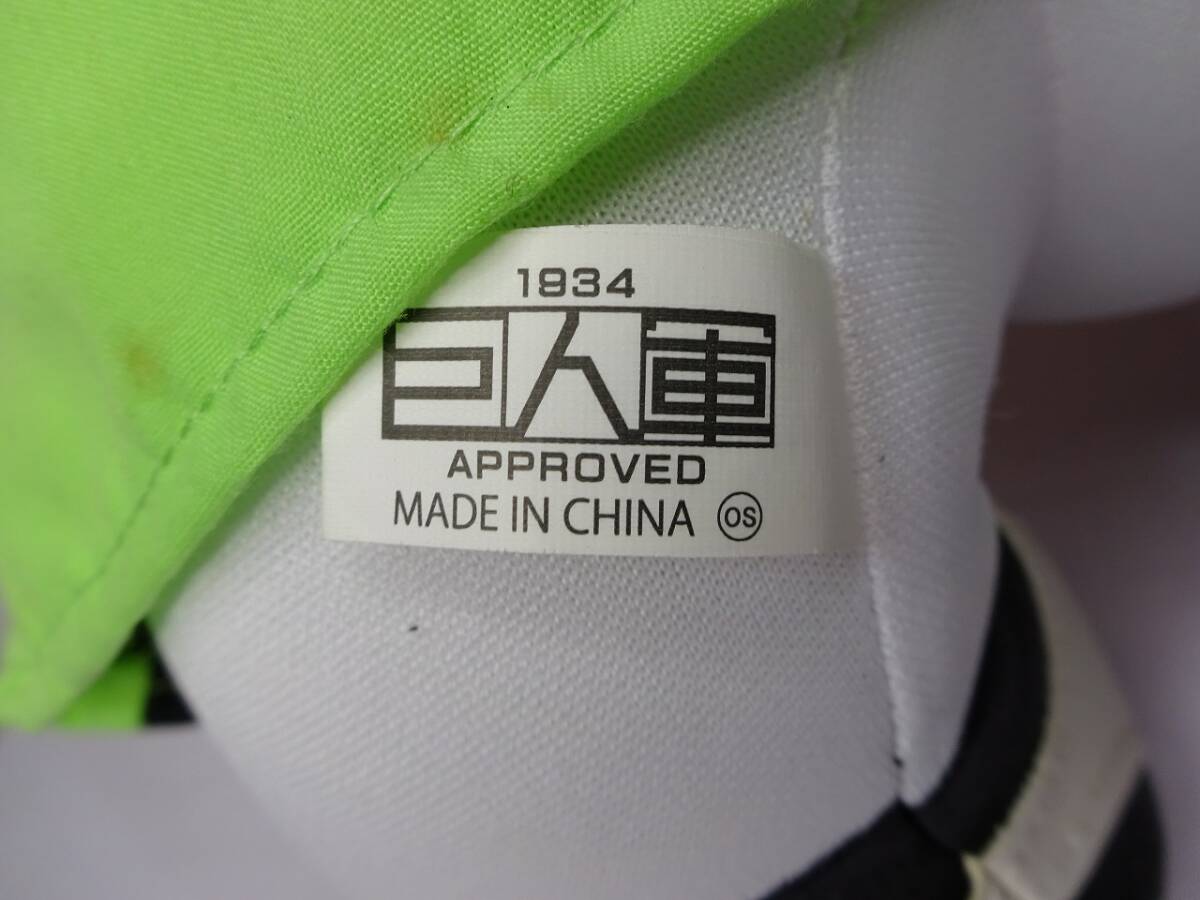 1934
巨人軍
APPROVED
MADE IN CHINA OS